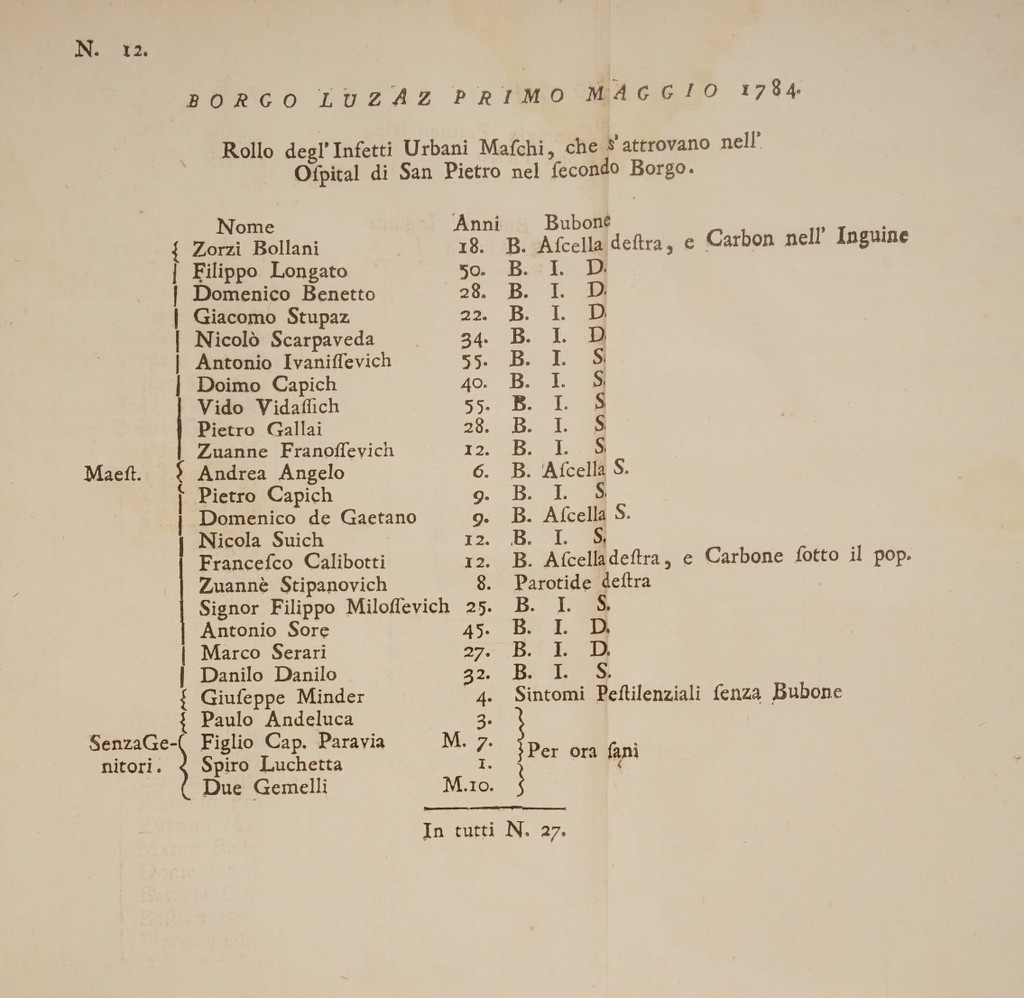 N. 12.
BORGO LUZAZ PRIMO MAGGIO 1784.
Rollo degl'Infetti Urbani Maſchi, che s'attrovano nell'
Oſpital di San Pietro nel ſecondo Borgo.
Nome Anni Bubone
Zorzi Bollani 18. B. Aſcella deſtra, e Carbon nell' Inguine
Filippo Longato 50. B. I. D.
Domenico Benetto 28. B. I. D.
Giacomo Stupaz 22. B. I. D.
Nicolò Scarpaveda 34. B. I. D.
Antonio Ivaniſſevich 55. B. I. S.
Doimo Capich 40. B. I. S.
Vido Vidaſſich 55. B. I. S.
Pietro Gallai 28. B. I. S.
Zuanne Franoſſevich 12. B. I. S.
Maeſt. Andrea Angelo 6. B. Aſcella S.
Pietro Capich 9. B. I. S.
Domenico de Gaetano 9. B. Aſcella S.
Nicola Suich 12. B. I. S.
Franceſco Calibotti 12. B. Aſcella deſtra, e Carbone ſotto il pop.
Zuannè Stipanovich 8. Parotide deſtra
Signor Filippo Miloſſevich 25. B. I. S.
Antonio Sore 45. B. I. D.
Marco Serari 27. B. I. D.
Danilo Danilo 32. B. I. S.
Giuſeppe Minder 4. Sintomi Peſtilenziali ſenza Bubone
Paulo Andeluca 3.
SenzaGe- Figlio Cap. Paravia M. 7. Per ora ſani
nitori. Spiro Luchetta 1.
Due Gemelli M.10.
In tutti N. 27.